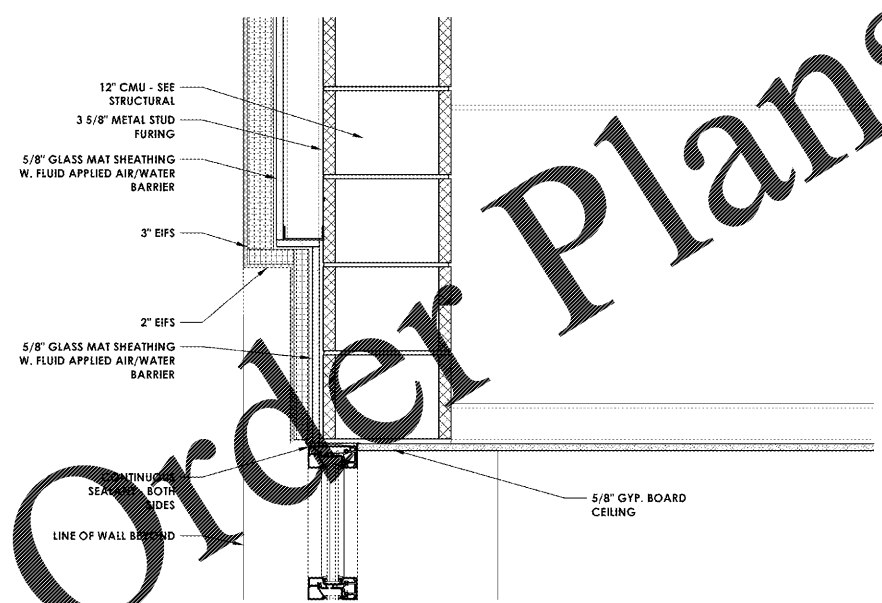 12" CMU - SEE
STRUCTURAL
3 5/8" METAL STUD
FURING
5/8" GLASS MAT SHEATHING
W. FLUID APPLIED AIR/WATER
BARRIER
3" EIFS
2" EIFS
5/8" GLASS MAT SHEATHING
W. FLUID APPLIED AIR/WATER
BARRIER
CONTINUOUS
SEALANT - BOTH
SIDES
LINE OF WALL BEYOND
5/8" GYP. BOARD
CEILING
Order Plans